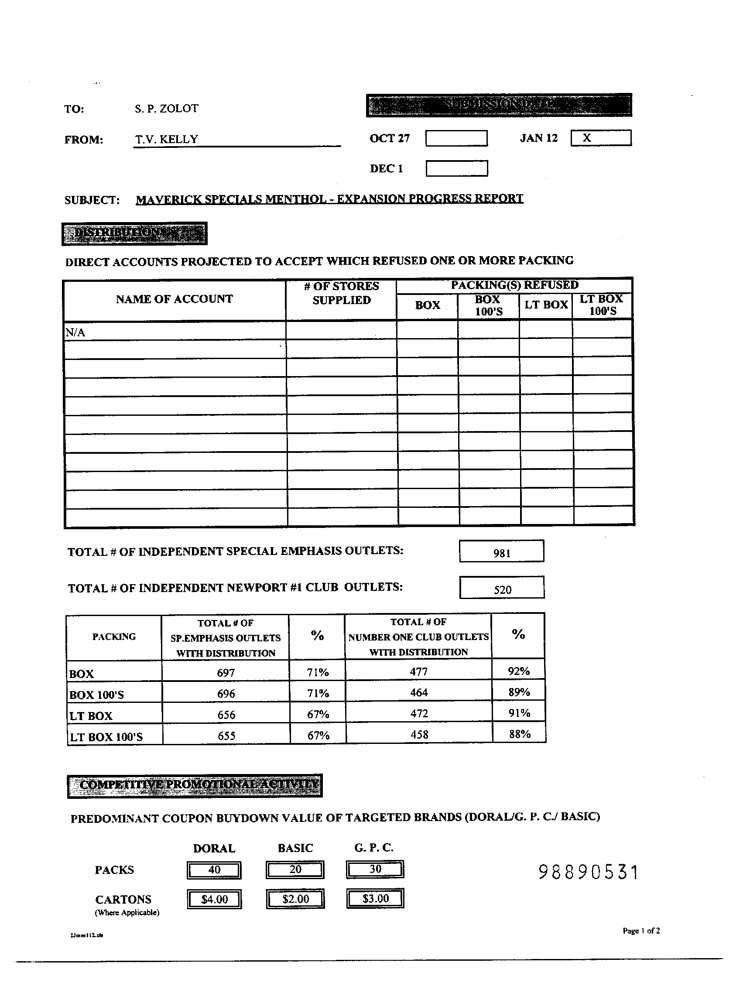 TO: S. P. ZOLOT
SUBMISSION DATE
FROM: T.V. KELLY OCT 27 JAN 12 X
DEC 1
SUBJECT: MAVERICK SPECIALS MENTHOL - EXPANSION PROGRESS REPORT
DISTRIBUTION
DIRECT ACCOUNTS PROJECTED TO ACCEPT WHICH REFUSED ONE OR MORE PACKING
NAME OF ACCOUNT # OF STORES SUPPLIED PACKING(S) REFUSED
BOX BOX 100'S LT BOX LT BOX 100'S
N/A
TOTAL # OF INDEPENDENT SPECIAL EMPHASIS OUTLETS: 981
TOTAL # OF INDEPENDENT NEWPORT #1 CLUB OUTLETS: 520
PACKING TOTAL # OF SP.EMPHASIS OUTLETS WITH DISTRIBUTION % TOTAL # OF NUMBER ONE CLUB OUTLETS WITH DISTRIBUTION %
BOX 697 71% 477 92%
BOX 100'S 696 71% 464 89%
LT BOX 656 67% 472 91%
LT BOX 100'S 655 67% 458 88%
COMPETITIVE PROMOTIONAL ACTIVITY
PREDOMINANT COUPON BUYDOWN VALUE OF TARGETED BRANDS (DORAL/G. P. C./ BASIC)
DORAL BASIC G. P. C.
PACKS 40 20 30
98890531
CARTONS $4.00 $2.00 $3.00
(Where Applicable)
Page 1 of 2